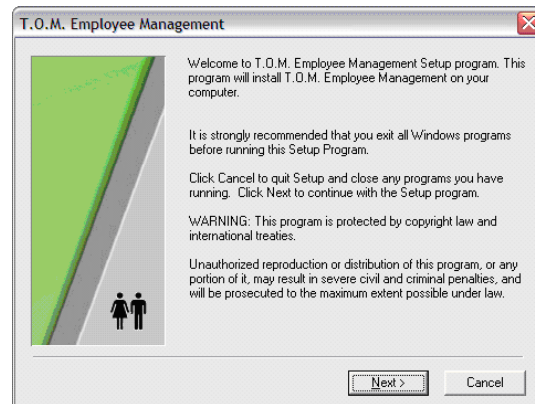 T.O.M. Employee Management
Welcome to T.O.M. Employee Management Setup program. This
program will install T.O.M. Employee Management on your
computer.
It is strongly recommended that you exit all Windows programs
before running this Setup Program.
Click Cancel to quit Setup and close any programs you have
running. Click Next to continue with the Setup program.
WARNING: This program is protected by copyright law and
international treaties.
Unauthorized reproduction or distribution of this program, or any
portion of it, may result in severe civil and criminal penalties, and
will be prosecuted to the maximum extent possible under law.
Next >
Cancel